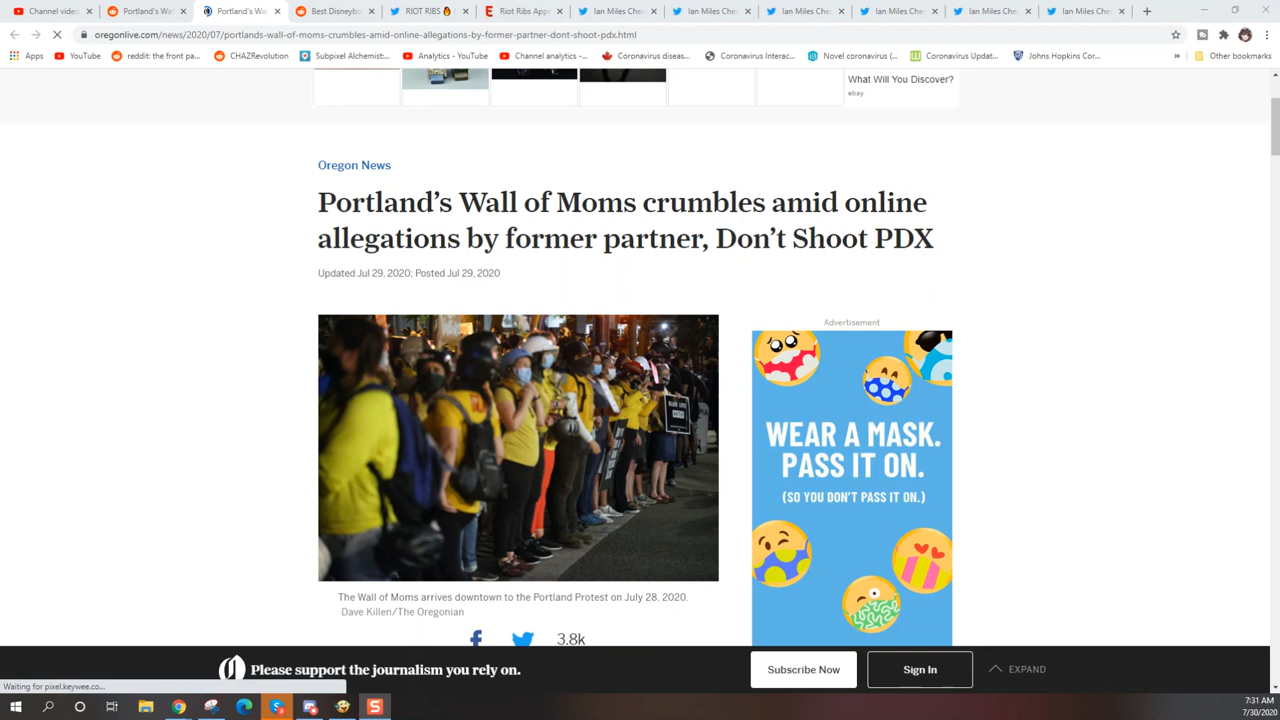 Channel video
Portland's Wa
Portland's Wa
Best Disneybo
RIOT RIBS
Riot Ribs App
Ian Miles Che
Ian Miles Che
Ian Miles Che
Ian Miles Che
Ian Miles Che
Ian Miles Che
oregonlive.com/news/2020/07/portlands-wall-of-moms-crumbles-amid-online-allegations-by-former-partner-dont-shoot-pdx.html
Apps
YouTube
reddit: the front pa...
CHAZRevolution
Subpixel Alchemist...
Analytics - YouTube
Coronavirus diseas...
Coronavirus Interac...
Novel coronavirus (...
Coronavirus Updat...
Johns Hopkins Cor...
»
Other bookmarks
What Will You Discover?
ebay
Oregon News
Portland's Wall of Moms crumbles amid online
allegations by former partner, Don't Shoot PDX
Updated Jul 29, 2020; Posted Jul 29, 2020
Advertisement
WEAR A MASK.
PASS IT ON.
(SO YOU DON'T PASS IT ON.)
The Wall of Moms arrives downtown to the Portland Protest on July 28, 2020.
Dave Killen/The Oregonian
3.8k
Please support the journalism you rely on.
Subscribe Now
Sign In
EXPAND
Waiting for pixel.keywee.co...
7:31 AM
7/30/2020